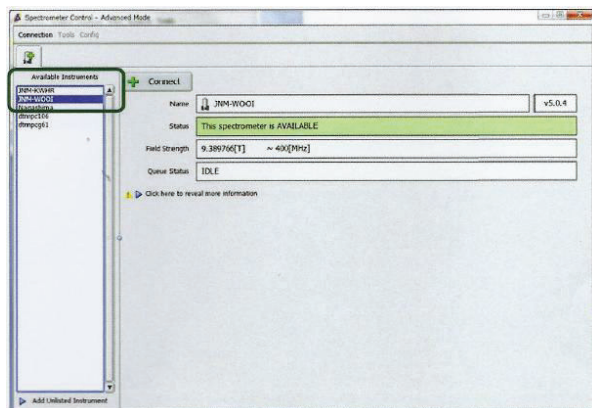 Spectrometer Control - Advanced Mode
Connection Tools Config
Available Instruments
JNM-KWHR
JNM-WOOI
Nagashima
dtmpc106
dtmpcg61
Add Unlisted Instrument
Connect
Name JNM-WOOI v5.0.4
Status This spectrometer is AVAILABLE
Field Strength 9.389766[T] ~ 400[MHz]
Queue Status IDLE
Click here to reveal more information